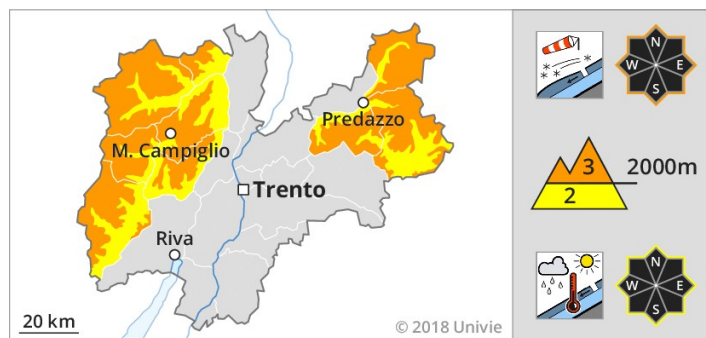 Predazzo
M. Campiglio
Trento
Riva
20 km
© 2018 Univie
N
W E
S
3 2000m
2
N
W E
S